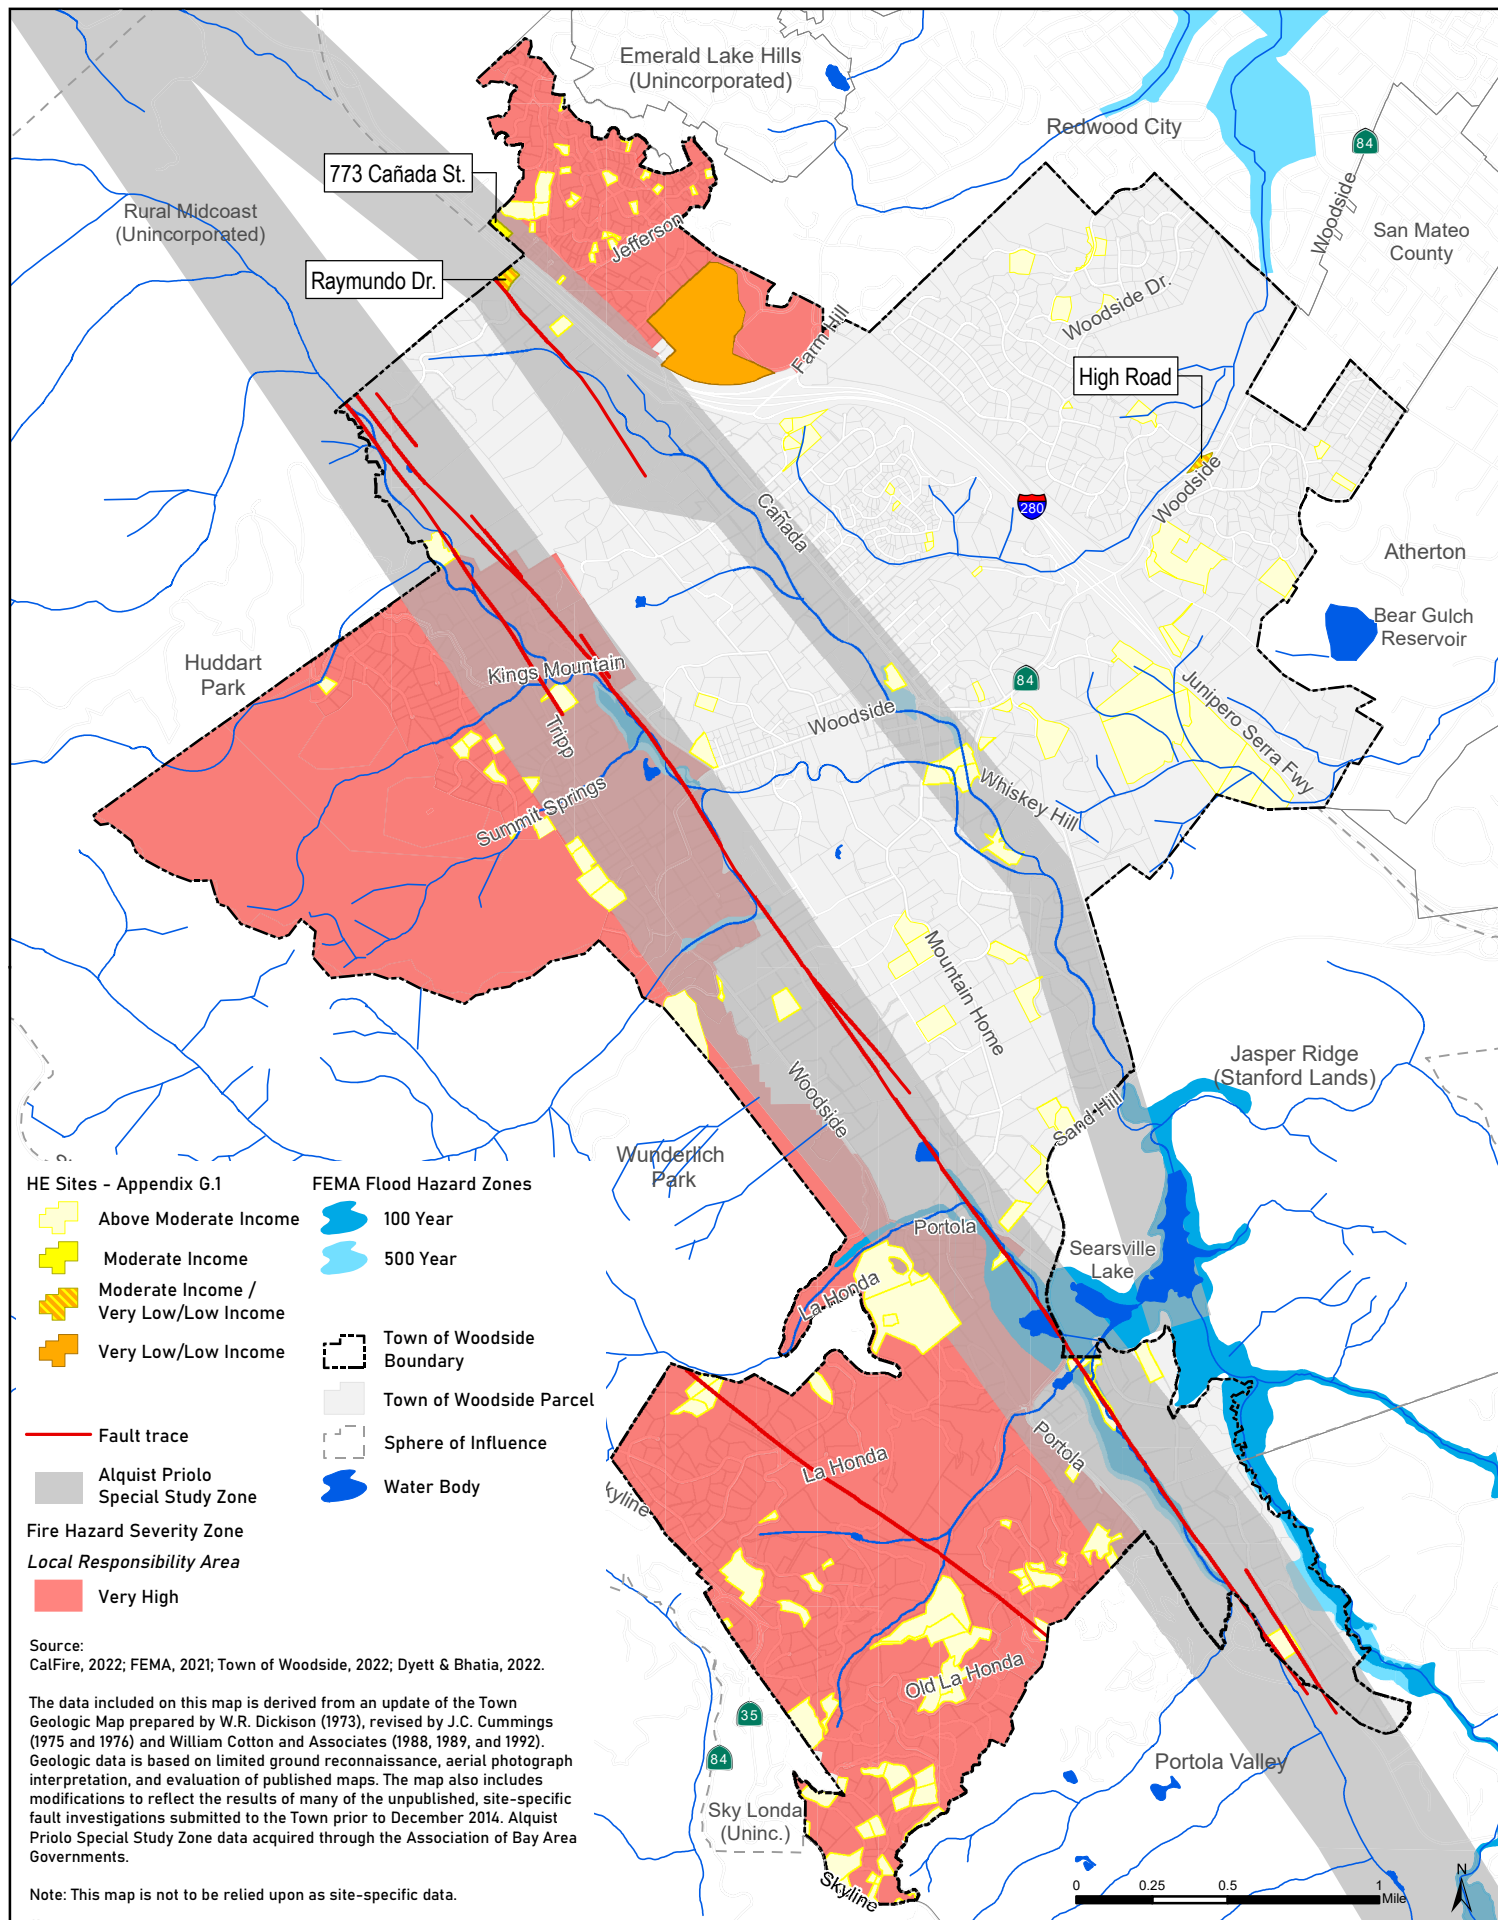 Emerald Lake Hills
(Unincorporated)
Redwood City
84
Woodside
San Mateo
County
773 Cañada St.
Rural Midcoast
(Unincorporated)
Jefferson
Raymundo Dr.
Woodside Dr.
Farm Hill
High Road
Woodside
280
Cañada
Atherton
Bear Gulch
Reservoir
Huddart
Park
Kings Mountain
84
Junipero Serra Fwy
Woodside
Tripp
Whiskey Hill
Summit Springs
Mountain Home
Jasper Ridge
(Stanford Lands)
Woodside
Sand Hill
Wunderlich
Park
Portola
Searsville
Lake
La Honda
Portola
La Honda
kyline
Old La Honda
35
84
Portola Valley
Sky Londa
(Uninc.)
Skyline
HE Sites - Appendix G.1
Above Moderate Income
Moderate Income
Moderate Income /
Very Low/Low Income
Very Low/Low Income
Fault trace
Alquist Priolo
Special Study Zone
Fire Hazard Severity Zone
Local Responsibility Area
Very High
FEMA Flood Hazard Zones
100 Year
500 Year
Town of Woodside
Boundary
Town of Woodside Parcel
Sphere of Influence
Water Body
Source:
CalFire, 2022; FEMA, 2021; Town of Woodside, 2022; Dyett & Bhatia, 2022.
The data included on this map is derived from an update of the Town
Geologic Map prepared by W.R. Dickison (1973), revised by J.C. Cummings
(1975 and 1976) and William Cotton and Associates (1988, 1989, and 1992).
Geologic data is based on limited ground reconnaissance, aerial photograph
interpretation, and evaluation of published maps. The map also includes
modifications to reflect the results of many of the unpublished, site-specific
fault investigations submitted to the Town prior to December 2014. Alquist
Priolo Special Study Zone data acquired through the Association of Bay Area
Governments.
Note: This map is not to be relied upon as site-specific data.
0 0.25 0.5 1
Mile
N